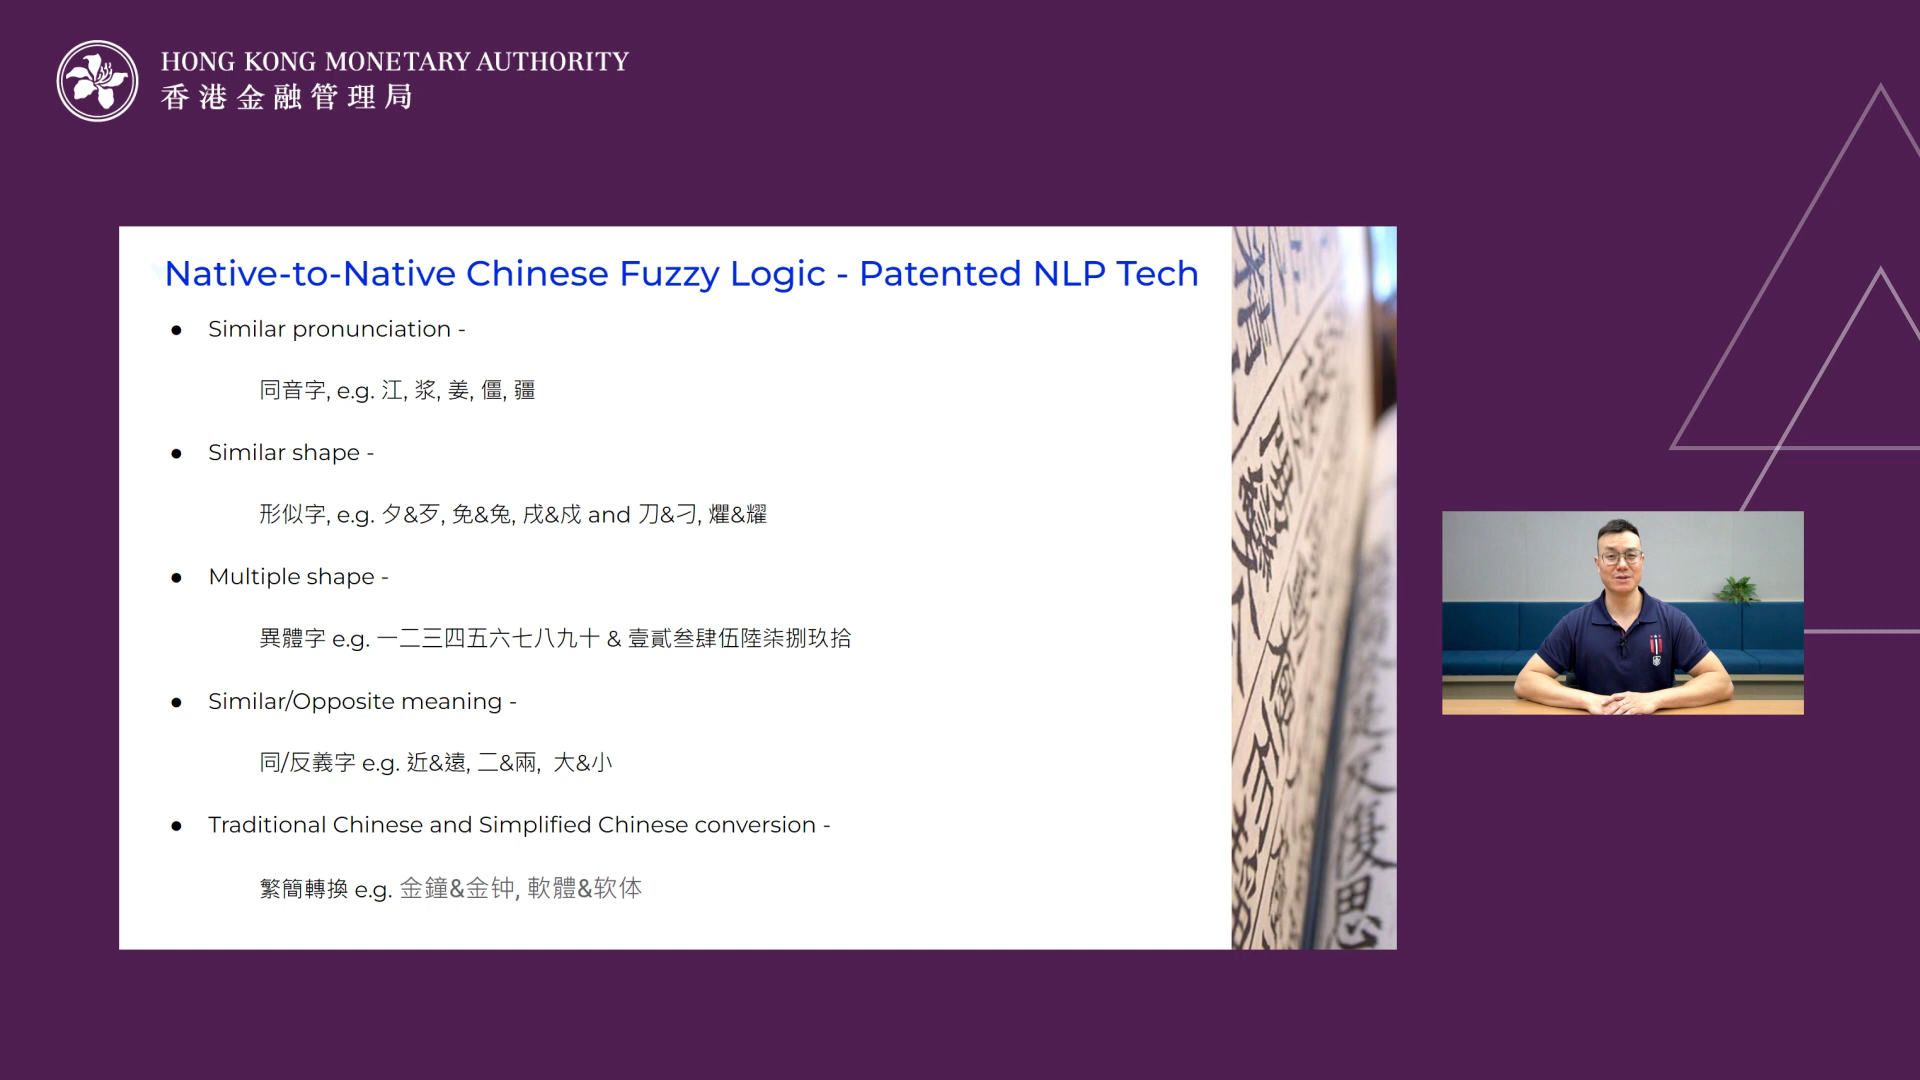 HONG KONG MONETARY AUTHORITY
香港金融管理局
Native-to-Native Chinese Fuzzy Logic - Patented NLP Tech
● Similar pronunciation -
同音字, e.g. 江, 浆, 姜, 僵, 疆
● Similar shape -
形似字, e.g. 夕&歹, 免&兔, 戌&戍 and 刀&刁, 燿&耀
● Multiple shape -
異體字 e.g. 一二三四五六七八九十 & 壹貳叁肆伍陸柒捌玖拾
● Similar/Opposite meaning -
同/反義字 e.g. 近&遠, 二&兩, 大&小
● Traditional Chinese and Simplified Chinese conversion -
繁簡轉換 e.g. 金鐘&金钟, 軟體&软体
思